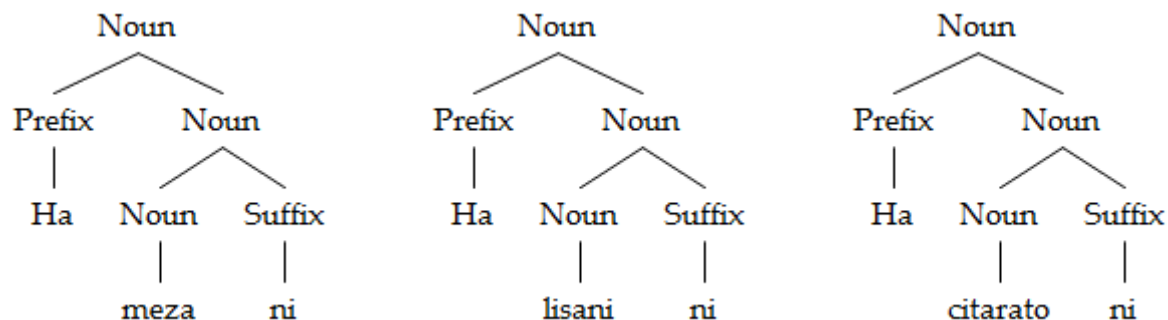 Noun Noun Noun
Prefix Noun Prefix Noun Prefix Noun
Ha Noun Suffix Ha Noun Suffix Ha Noun Suffix
meza ni lisani ni citarato ni